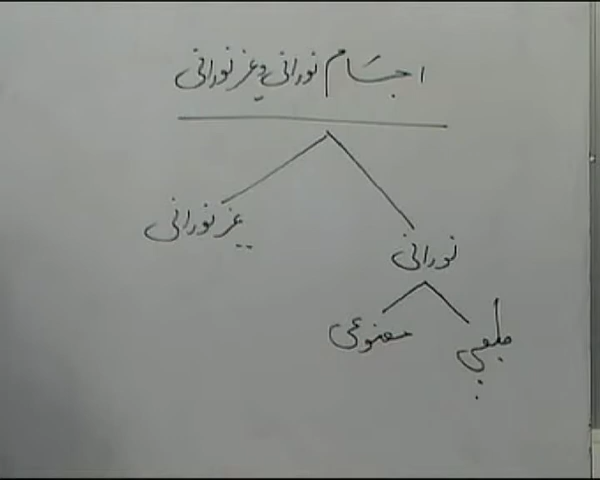 اجسام نورانی و غیر نورانی
نورانی
غیر نورانی
طبیعی
مصنوعی